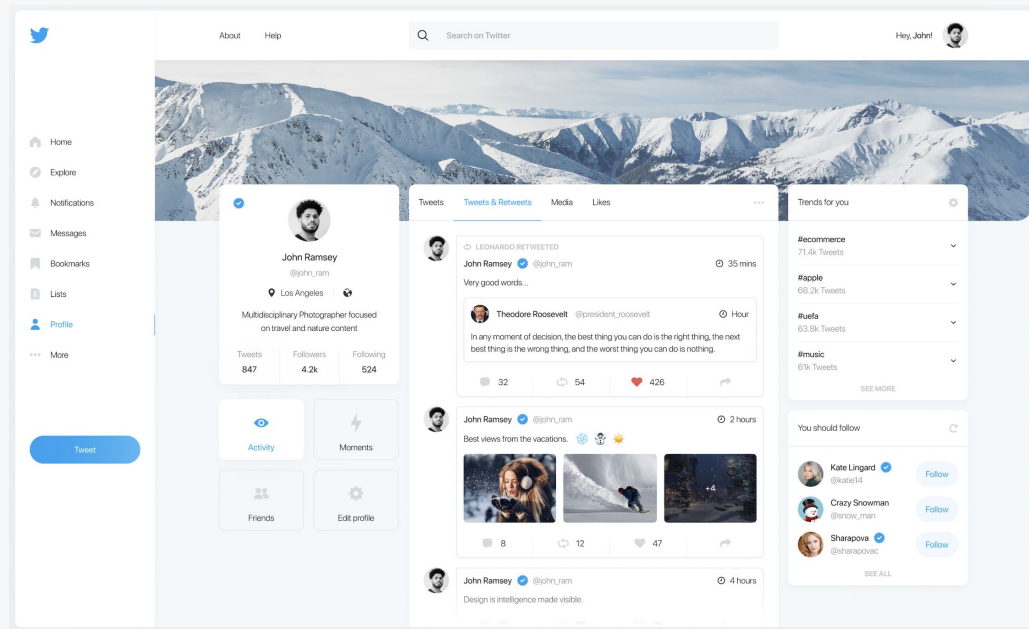 About
Help
Search on Twitter
Hey, John!
Home
Explore
Notifications
Messages
Bookmarks
Lists
Profile
More
Tweet
John Ramsey
@john_ram
Los Angeles
Multidisciplinary Photographer focused
on travel and nature content
Tweets Followers Following
847 4.2k 524
Activity
Moments
Friends
Edit profile
Tweets
Tweets & Retweets
Media
Likes
LEONARDO RETWEETED
John Ramsey @john_ram 35 mins
Very good words...
Theodore Roosevelt @president_roosevelt Hour
In any moment of decision, the best thing you can do is the right thing, the next
best thing is the wrong thing, and the worst thing you can do is nothing.
32 54 426
John Ramsey @john_ram 2 hours
Best views from the vacations.
+4
8 12 47
John Ramsey @john_ram 4 hours
Design is intelligence made visible.
Trends for you
#ecommerce
71.4k Tweets
#apple
68.2k Tweets
#uefa
63.8k Tweets
#music
61k Tweets
SEE MORE
You should follow
Kate Lingard
@katie14
Follow
Crazy Snowman
@snow_man
Follow
Sharapova
@sharapovac
Follow
SEE ALL